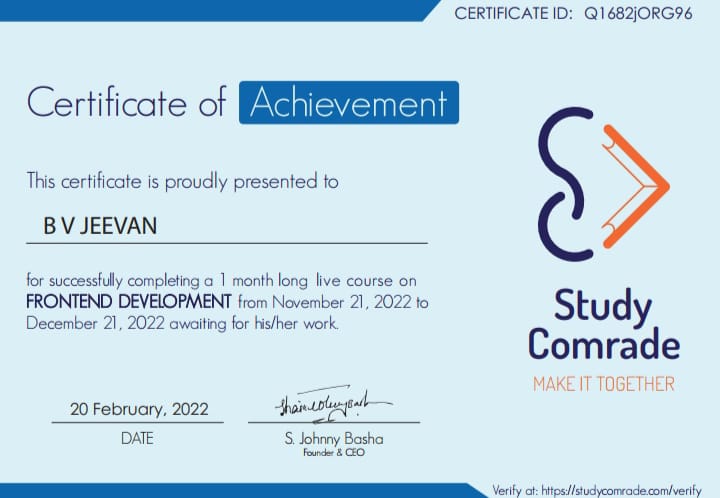 CERTIFICATE ID: Q1682jORG96
Certificate of Achievement
This certificate is proudly presented to
B V JEEVAN
for successfully completing a 1 month long live course on
FRONTEND DEVELOPMENT from November 21, 2022 to
December 21, 2022 awaiting for his/her work.
Study
Comrade
MAKE IT TOGETHER
20 February, 2022
DATE
S. Johnny Basha
Founder & CEO
Verify at: https://studycomrade.com/verify